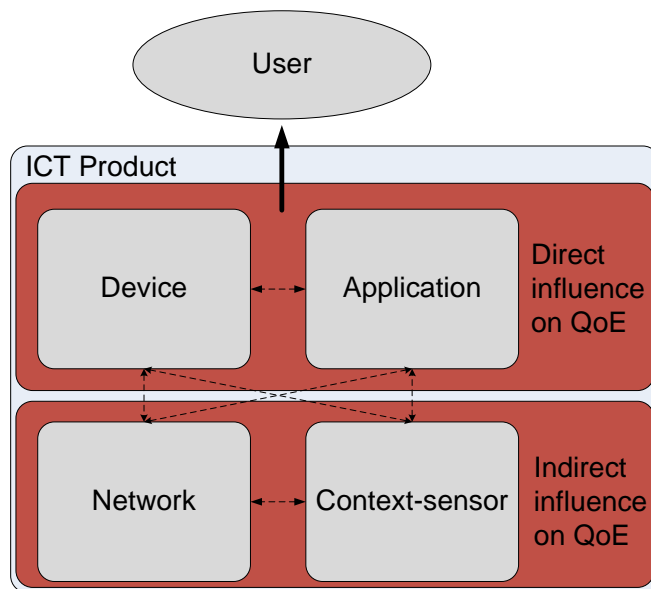 User
ICT Product
Device
Application
Direct
influence
on QoE
Network
Context-sensor
Indirect
influence
on QoE